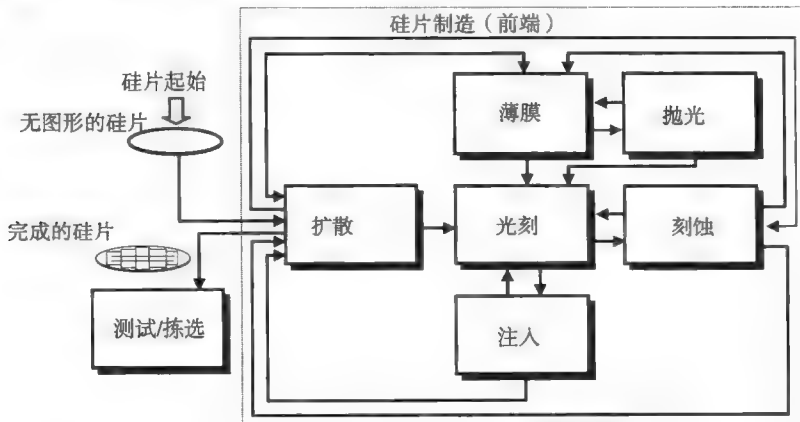 硅片制造（前端）
硅片起始
无图形的硅片
薄膜
抛光
完成的硅片
扩散
光刻
刻蚀
测试/拣选
注入